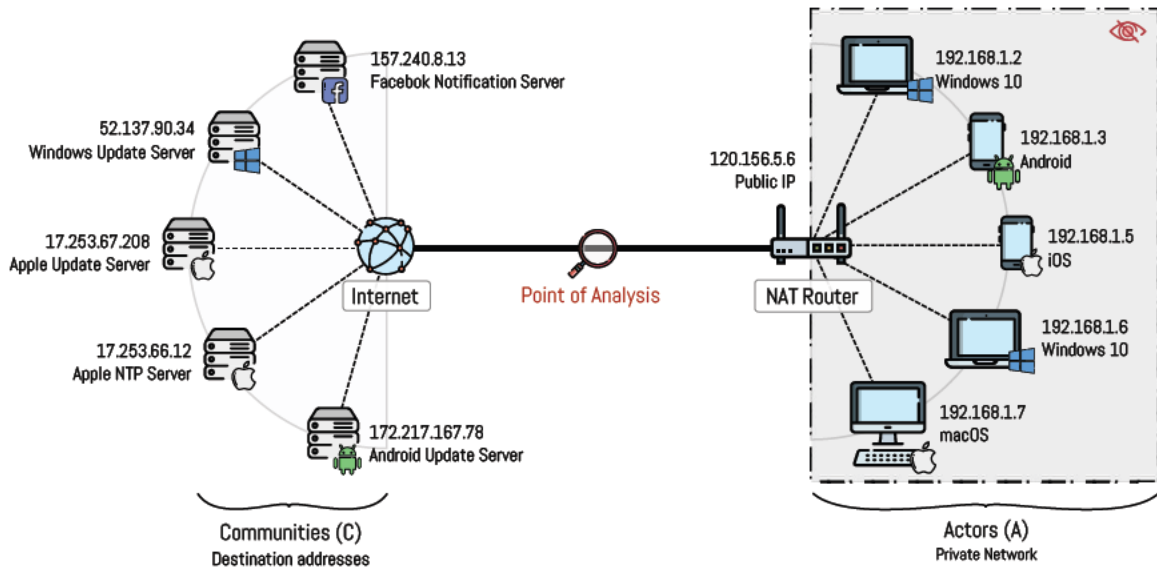 157.240.8.13
Facebok Notification Server
52.137.90.34
Windows Update Server
17.253.67.208
Apple Update Server
17.253.66.12
Apple NTP Server
172.217.167.78
Android Update Server
Internet
Point of Analysis
120.156.5.6
Public IP
NAT Router
192.168.1.2
Windows 10
192.168.1.3
Android
192.168.1.5
iOS
192.168.1.6
Windows 10
192.168.1.7
macOS
Communities (C)
Destination addresses
Actors (A)
Private Network